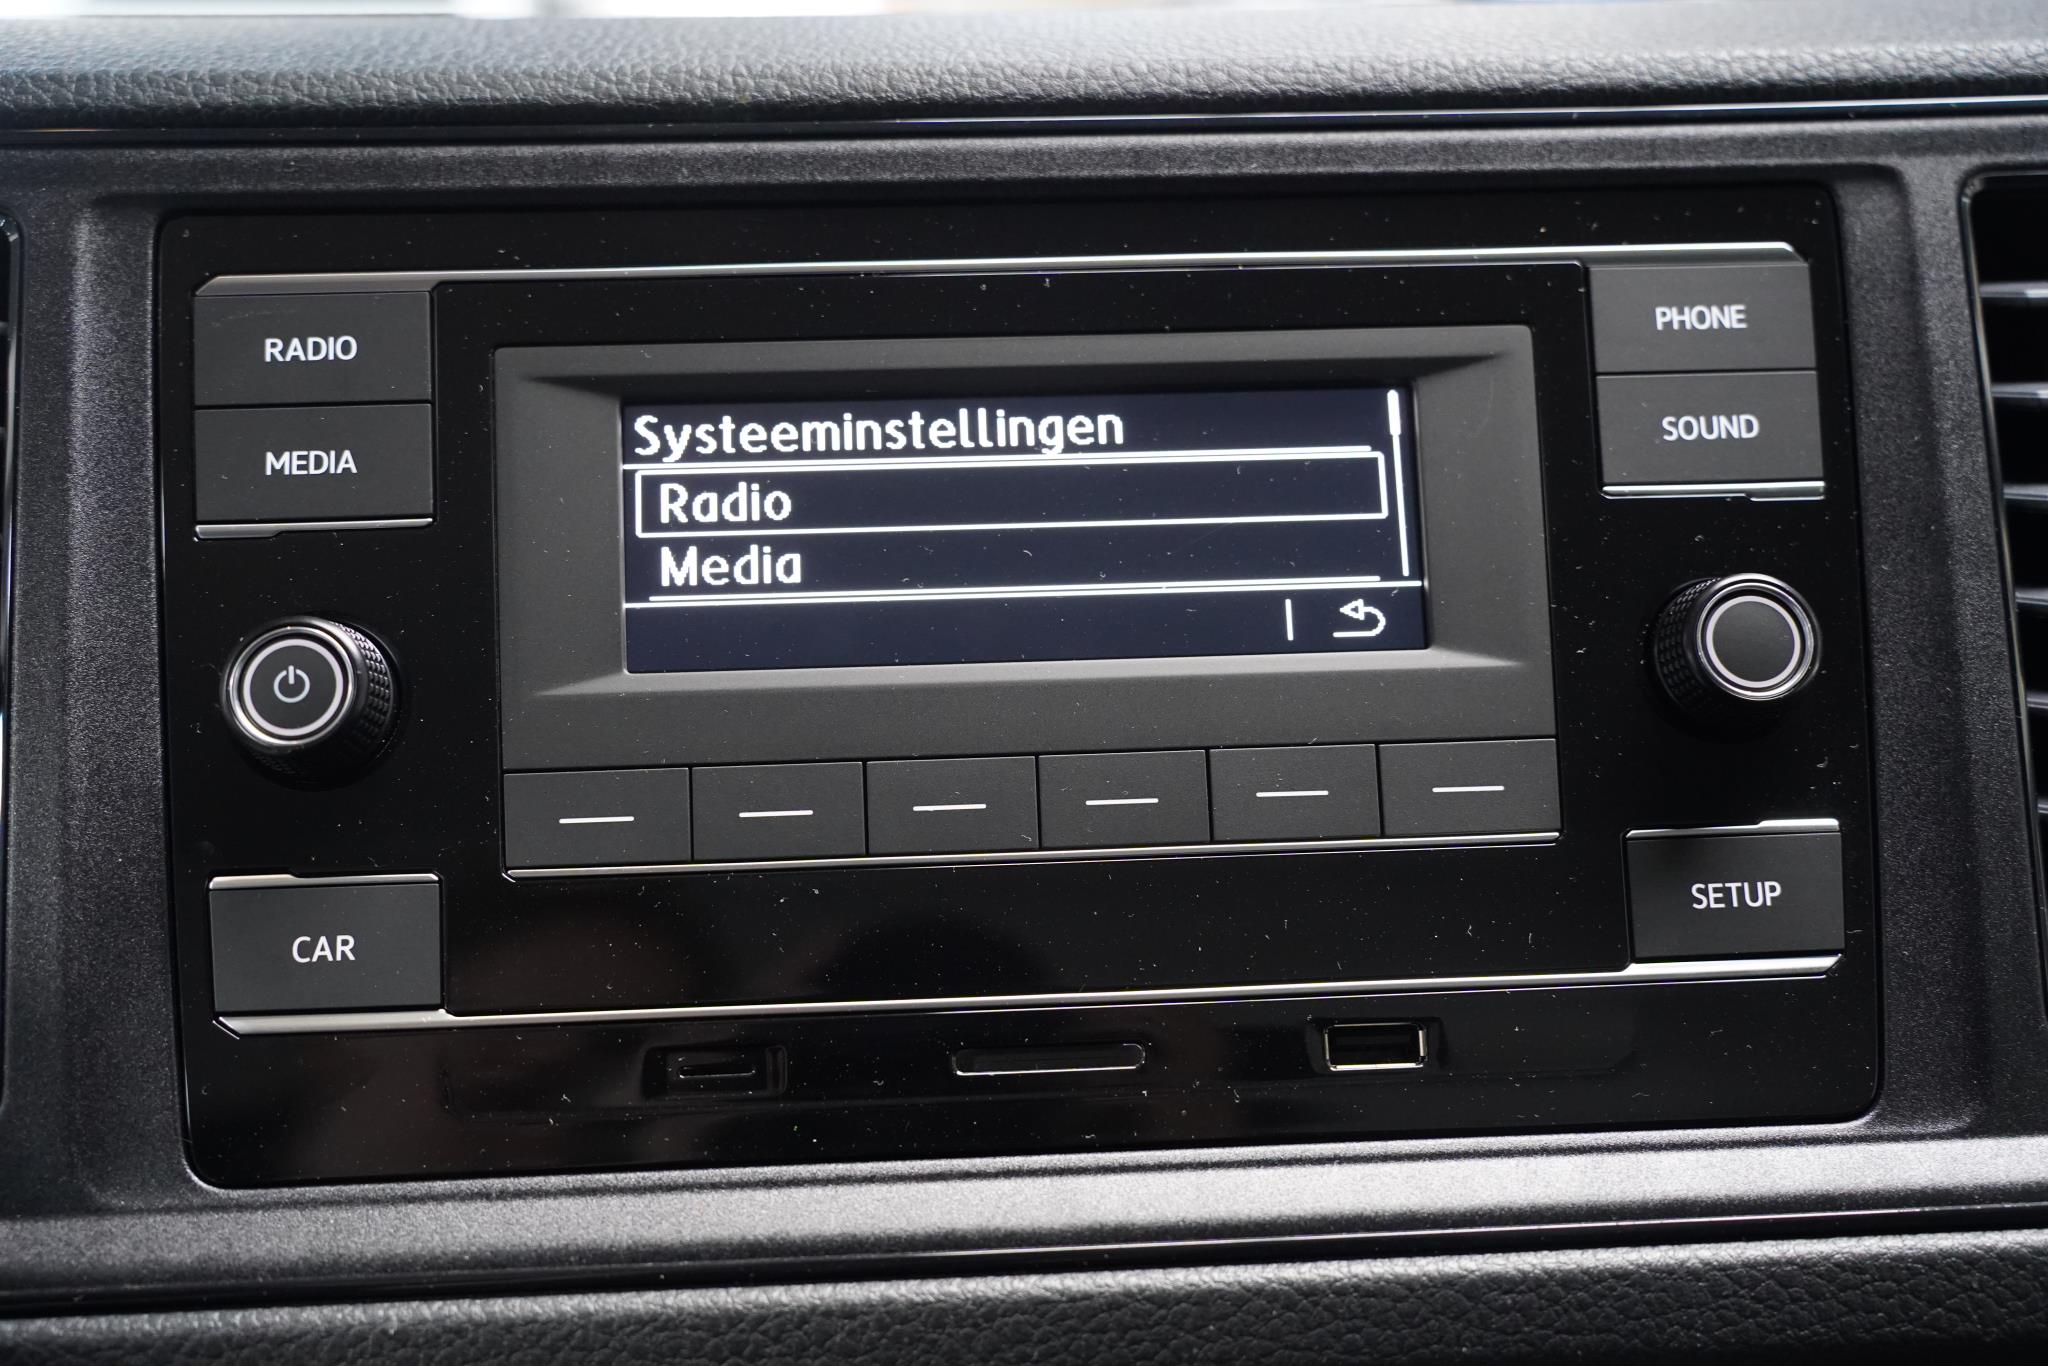 RADIO
MEDIA
Systeeminstellingen
Radio
Media
PHONE
SOUND
CAR
SETUP